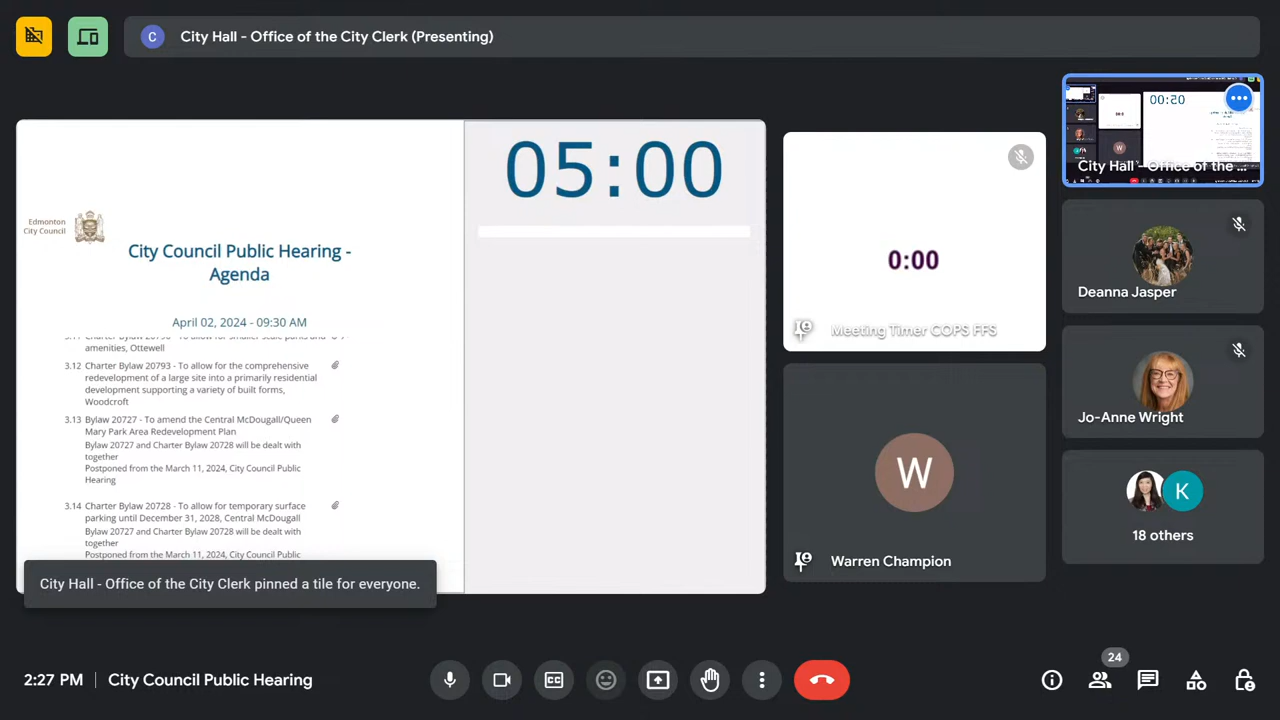 C City Hall - Office of the City Clerk (Presenting)
Edmonton
City Council
City Council Public Hearing -
Agenda
April 02, 2024 - 09:30 AM
amenities, Ottewell
3.12 Charter Bylaw 20793 - To allow for the comprehensive
redevelopment of a large site into a primarily residential
development supporting a variety of built forms,
Woodcroft
3.13 Bylaw 20727 - To amend the Central McDougall/Queen
Mary Park Area Redevelopment Plan
Bylaw 20727 and Charter Bylaw 20728 will be dealt with
together
Postponed from the March 11, 2024, City Council Public
Hearing
3.14 Charter Bylaw 20728 - To allow for temporary surface
parking until December 31, 2028, Central McDougall
Bylaw 20727 and Charter Bylaw 20728 will be dealt with
together
Postponed from the March 11, 2024, City Council Public
05:00
0:00
Meeting Timer COPS FFS
W
Warren Champion
00:50
W
City Hall - Office of the ...
Deanna Jasper
Jo-Anne Wright
K
18 others
City Hall - Office of the City Clerk pinned a tile for everyone.
2:27 PM | City Council Public Hearing
CC
24